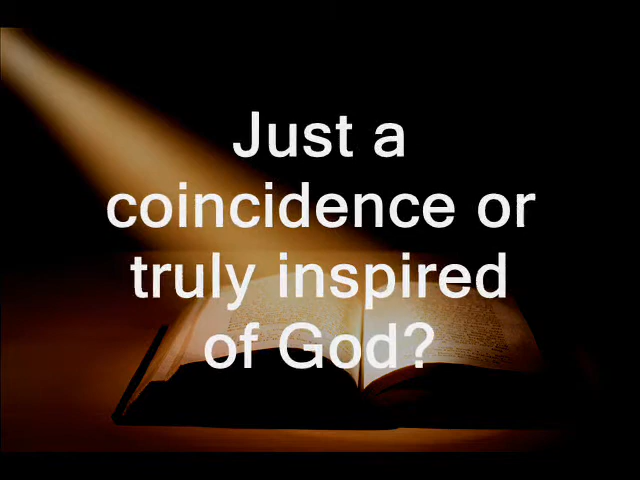 Just a
coincidence or
truly inspired
of God?